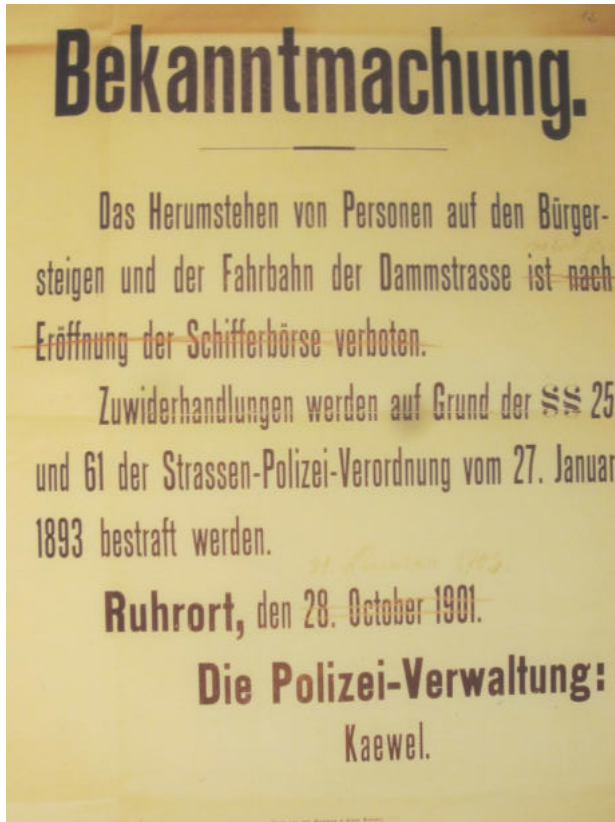 Bekanntmachung.
Das Herumstehen von Personen auf den Bürger-
steigen und der Fahrbahn der Dammstrasse ist nach
Eröffnung der Schifferbörse verboten.
Zuwiderhandlungen werden auf Grund der §§ 25
und 61 der Strassen-Polizei-Verordnung vom 27. Januar
1893 bestraft werden.
Ruhrort, den 28. October 1901.
Die Polizei-Verwaltung:
Kaewel.